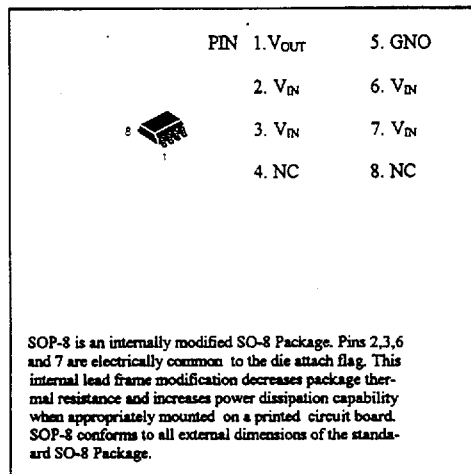 PIN 1. VOUT 5. GNO
2. VIN 6. VIN
3. VIN 7. VIN
4. NC 8. NC
8
1
SOP-8 is an internally modified SO-8 Package. Pins 2,3,6
and 7 are electrically common to the die attach flag. This
internal lead frame modification decreases package ther-
mal resistance and increases power dissipation capability
when appropriately mounted on a printed circuit board.
SOP-8 conforms to all external dimensions of the standa-
ard SO-8 Package.